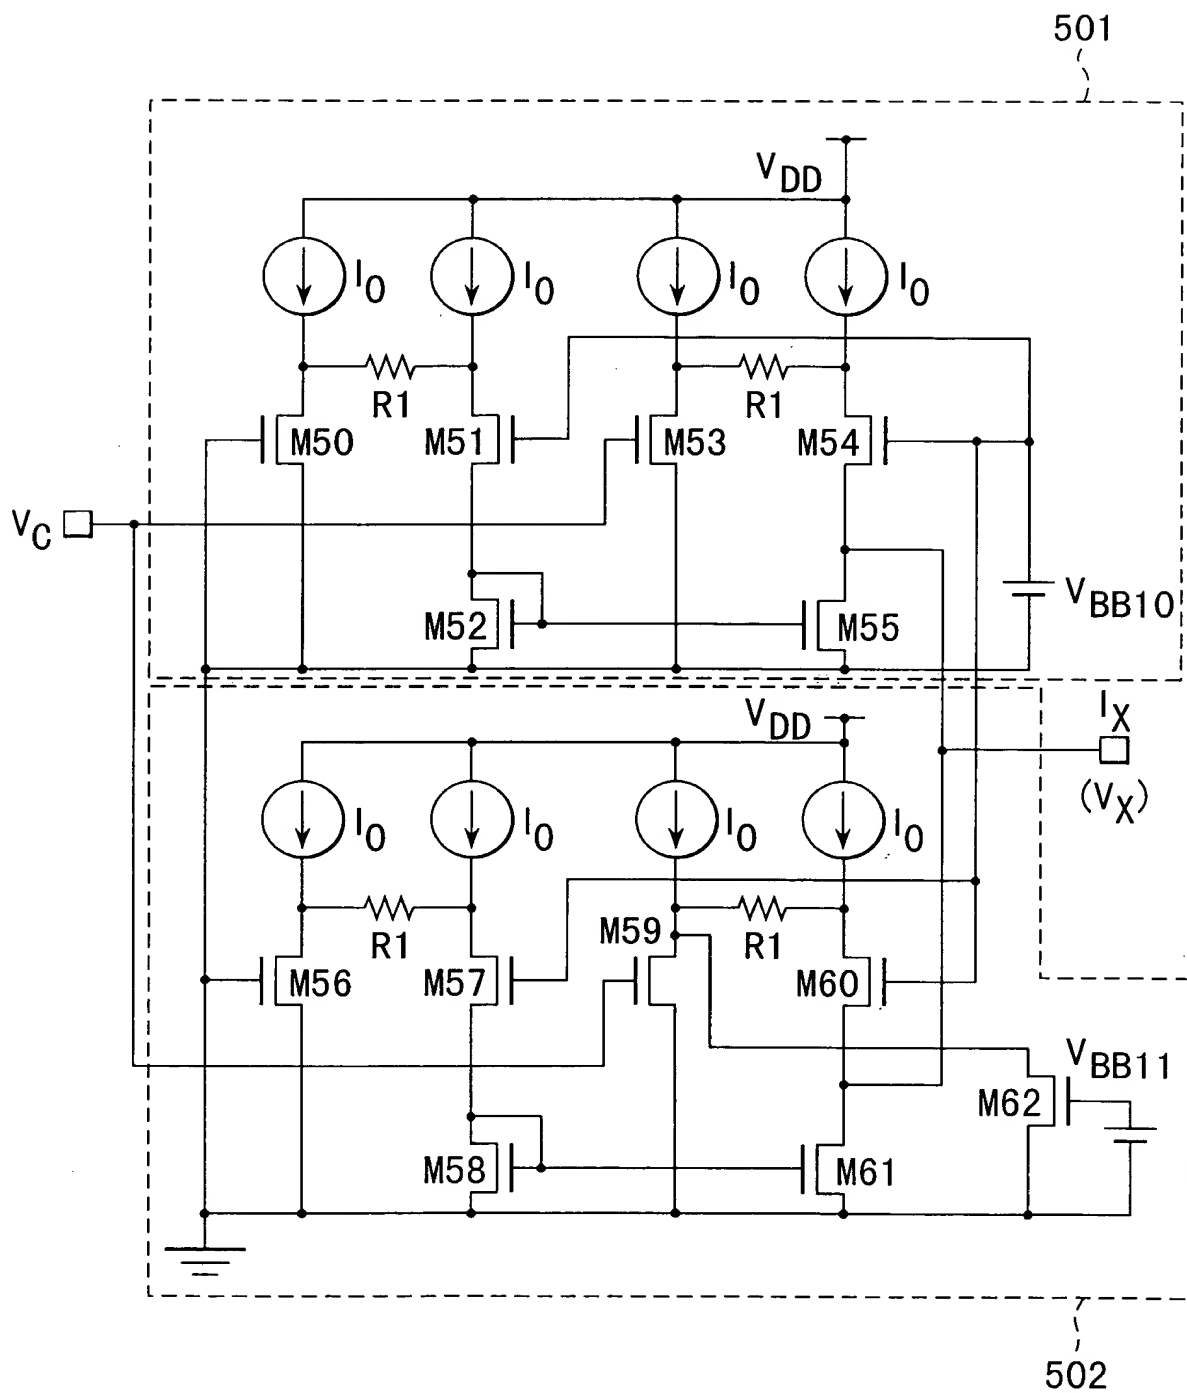 501
VDD
I0 I0 I0 I0
R1 R1
M50 M51 M53 M54
VC
M52 M55 VBB10
VDD IX
(VX)
I0 I0 I0 I0
M59
R1 R1
M56 M57 M60
VBB11
M62
M58 M61
502